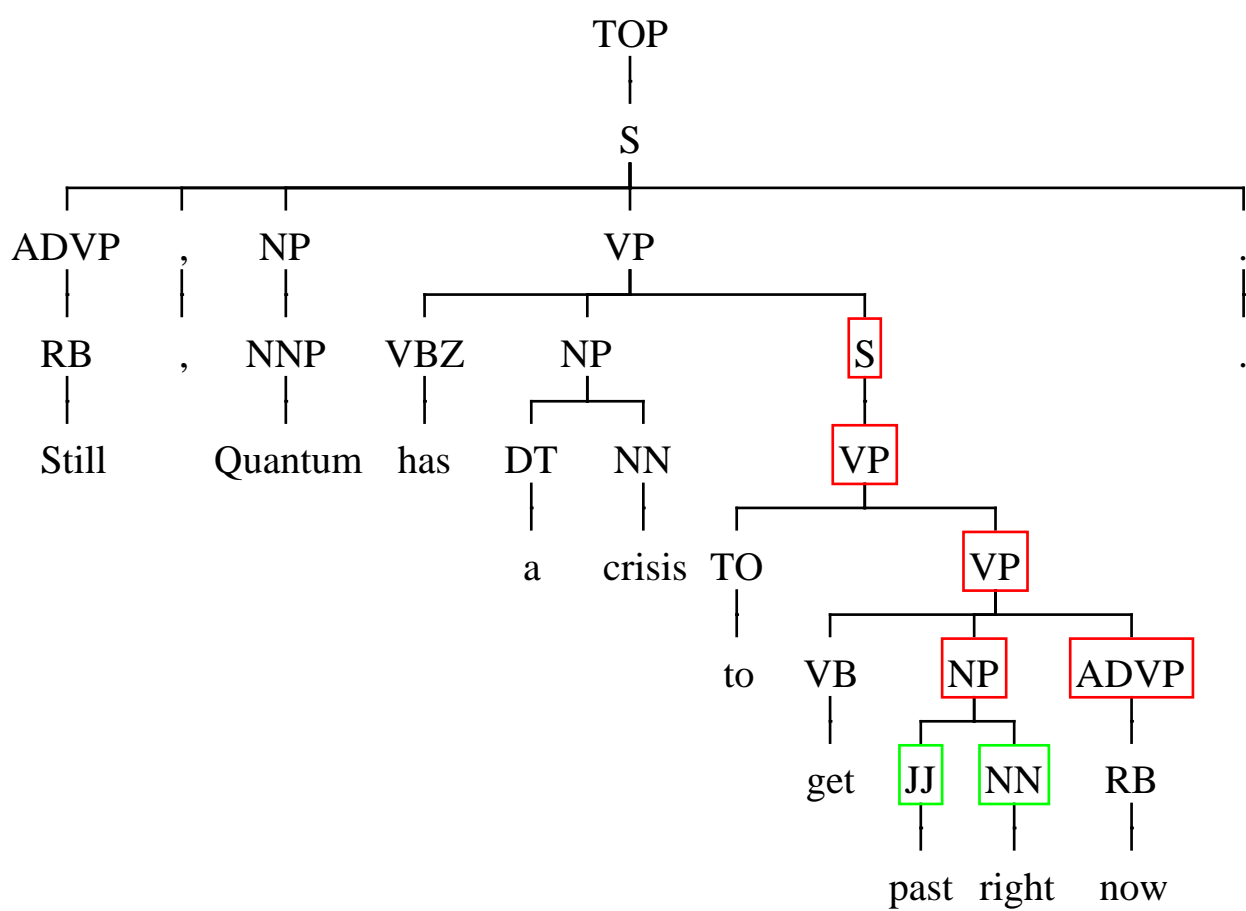 TOP
S
ADVP , NP VP .
RB , NNP VBZ NP S .
Still Quantum has DT NN VP
a crisis TO VP
to VB NP ADVP
get JJ NN RB
past right now